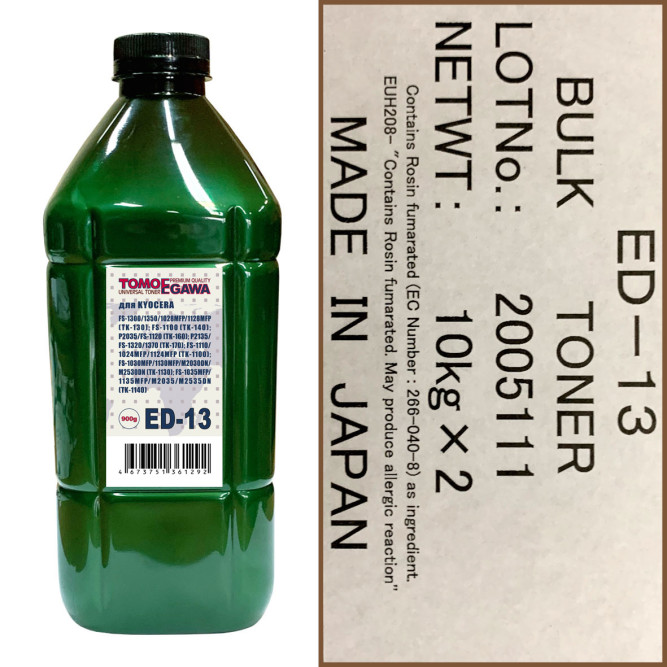 TOMOEGAWA
PREMIUM QUALITY
UNIVERSAL TONER
для KYOCERA
FS-1300/1350/1028MFP/1128MFP
(TK-130); FS-1100 (TK-140);
P2035/FS-1120 (TK-160); P2135/
FS-1320/1370 (TK-170); FS-1110/
1024MFP/1124MFP (TK-1100);
FS-1030MFP/1130MFP/M2030DN/
M2530DN (TK-1130); FS-1035MFP/
1135MFP/M2035/M2535DN
(TK-1140)
900g ED-13
4 673751 361292
ED-13
BULK TONER
LOTNo.: 2005111
NETWT: 10kg×2
Contains Rosin fumarated (EC Number : 266-040-8) as ingredient.
EUH208- "Contains Rosin fumarated. May produce allergic reaction"
MADE IN JAPAN